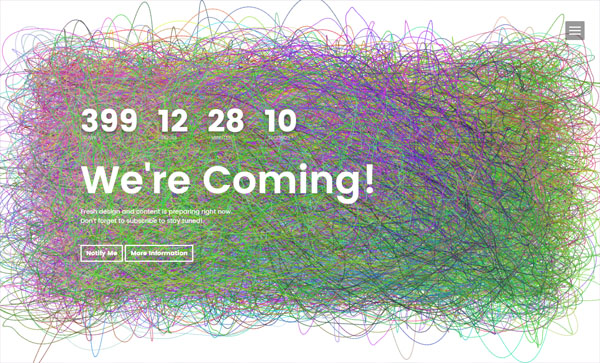 399 12 28 10
We're Coming!
Fresh design and content is preparing right now.
Don't forget to subscribe to stay tuned!
Notify Me More Information